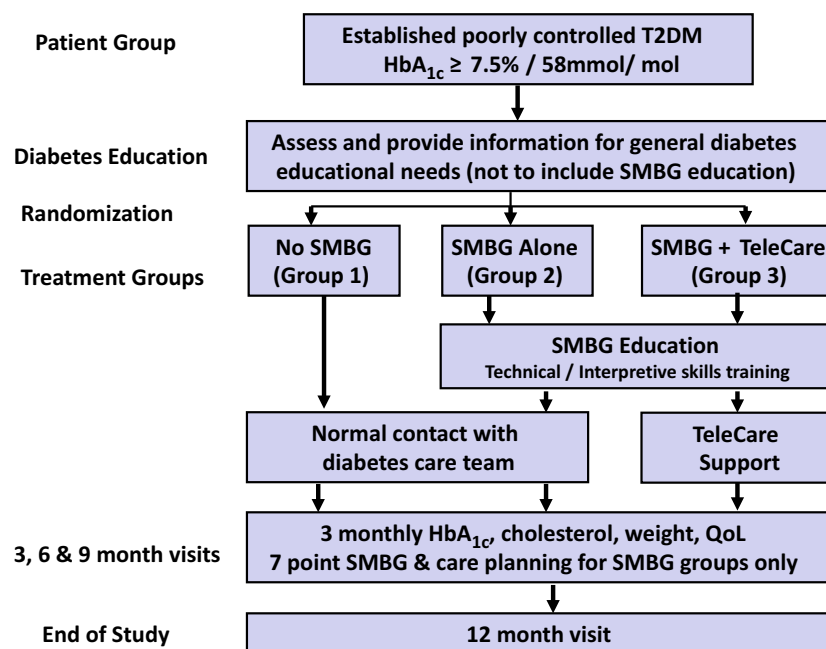 Patient Group
Established poorly controlled T2DM
HbA1c ≥ 7.5% / 58mmol/ mol
Diabetes Education
Assess and provide information for general diabetes
educational needs (not to include SMBG education)
Randomization
Treatment Groups
No SMBG
(Group 1)
SMBG Alone
(Group 2)
SMBG + TeleCare
(Group 3)
SMBG Education
Technical / Interpretive skills training
Normal contact with
diabetes care team
TeleCare
Support
3, 6 & 9 month visits
3 monthly HbA1c, cholesterol, weight, QoL
7 point SMBG & care planning for SMBG groups only
End of Study
12 month visit